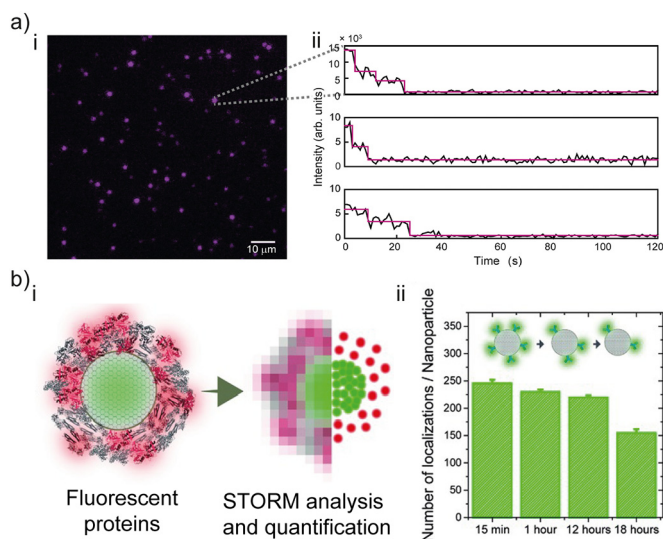 a)
i
10 μm
ii
× 10³
15
10
5
0
10
5
0
10
5
0
Intensity (arb. units)
0 20 40 60 80 100 120
Time (s)
b)
i
Fluorescent
proteins
STORM analysis
and quantification
ii
Number of localizations / Nanoparticle
350
300
250
200
150
100
50
0
15 min 1 hour 12 hours 18 hours